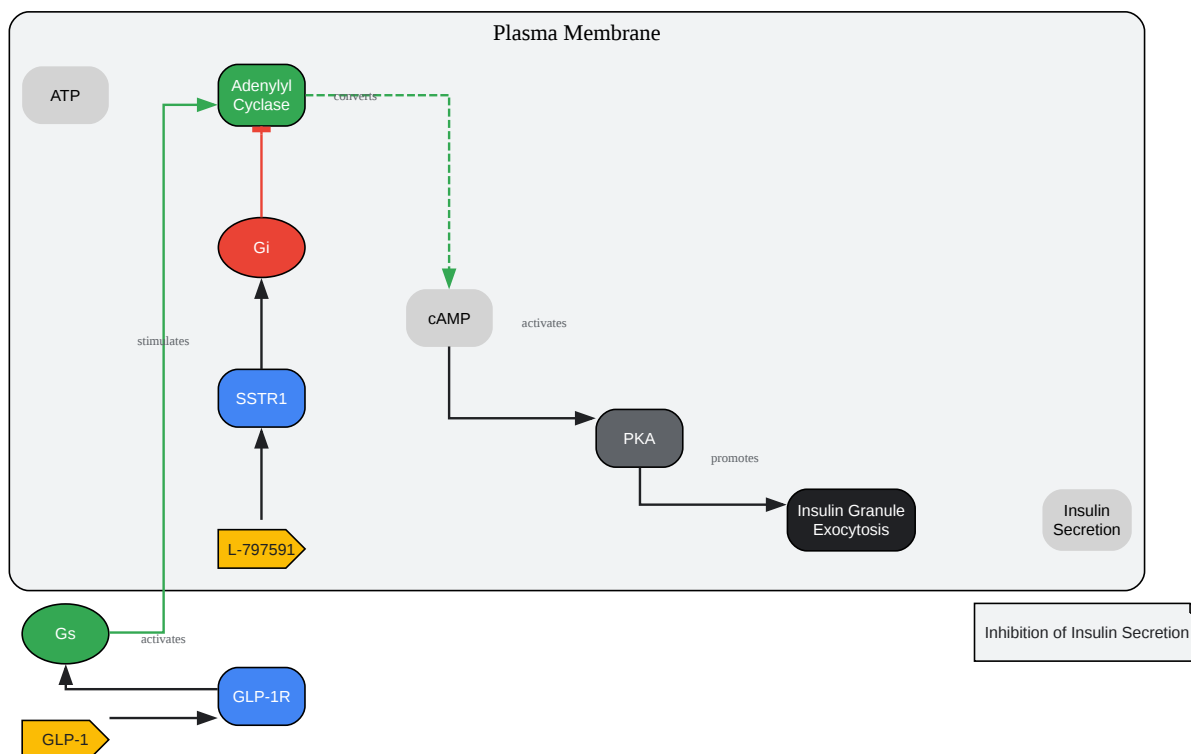 Plasma Membrane
ATP
Adenylyl
Cyclase
converts
Gi
cAMP
activates
stimulates
SSTR1
PKA
promotes
L-797591
Insulin Granule
Exocytosis
Insulin
Secretion
Gs
activates
Inhibition of Insulin Secretion
GLP-1R
GLP-1